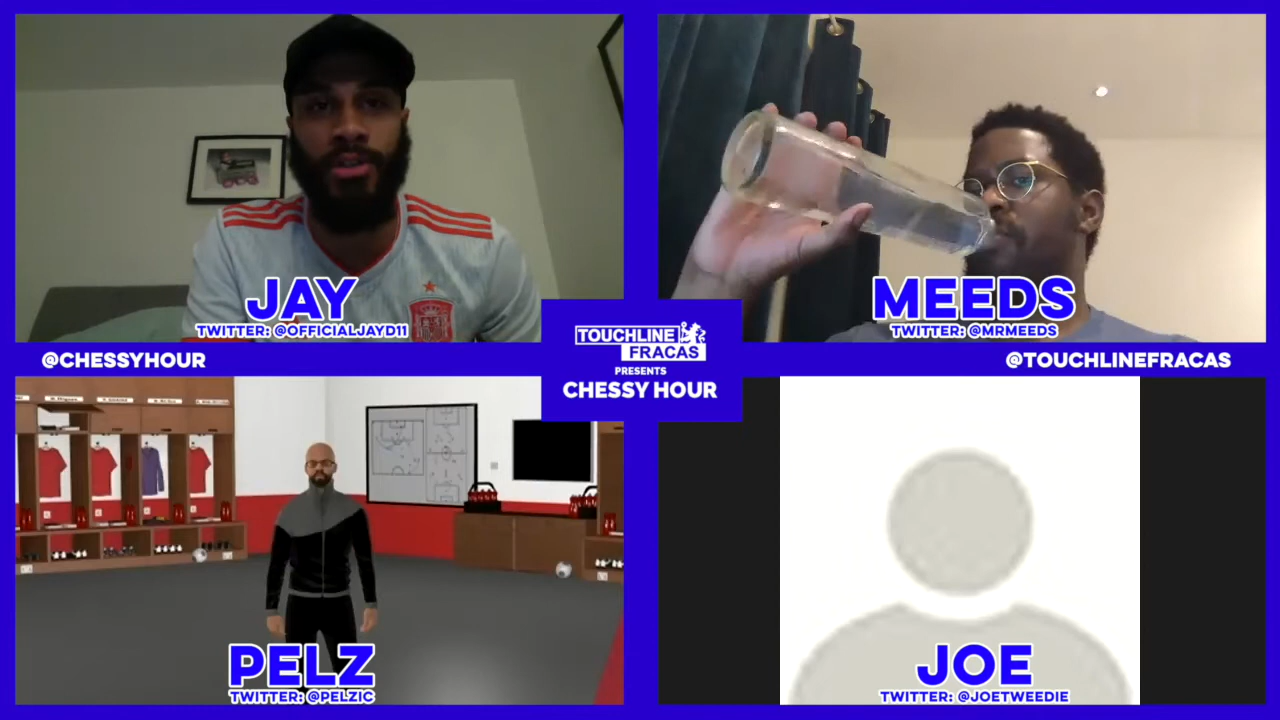 JAY
TWITTER: @OFFICIALJAYD11
MEEDS
TWITTER: @MRMEEDS
@CHESSYHOUR
TOUCHLINE
FRACAS
PRESENTS
CHESSY HOUR
@TOUCHLINEFRACAS
PELZ
TWITTER: @PELZIC
JOE
TWITTER: @JOETWEEDIE